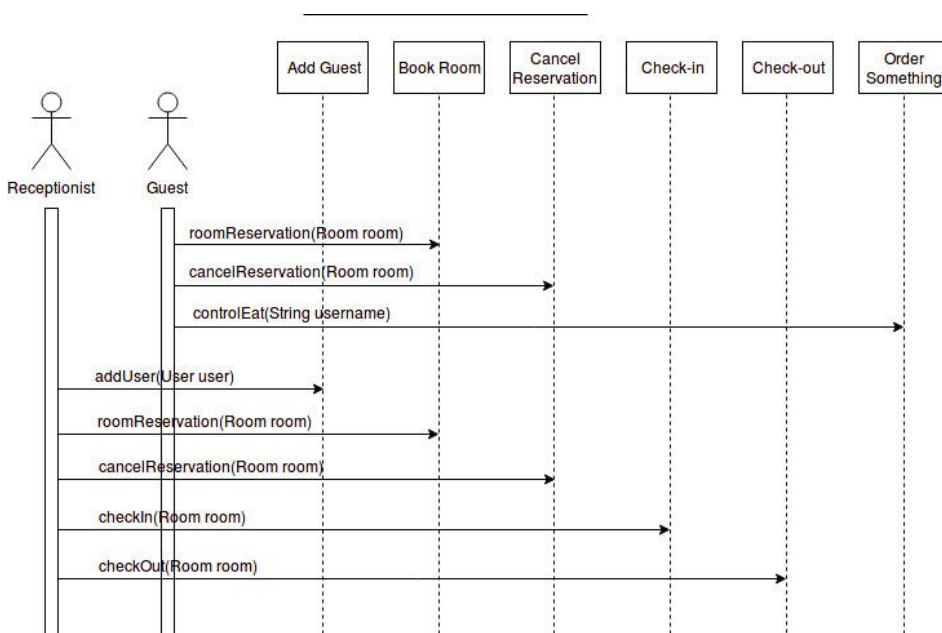 Add Guest
Book Room
Cancel
Reservation
Check-in
Check-out
Order
Something
Receptionist
Guest
roomReservation(Room room)
cancelReservation(Room room)
controlEat(String username)
addUser(User user)
roomReservation(Room room)
cancelReservation(Room room)
checkIn(Room room)
checkOut(Room room)